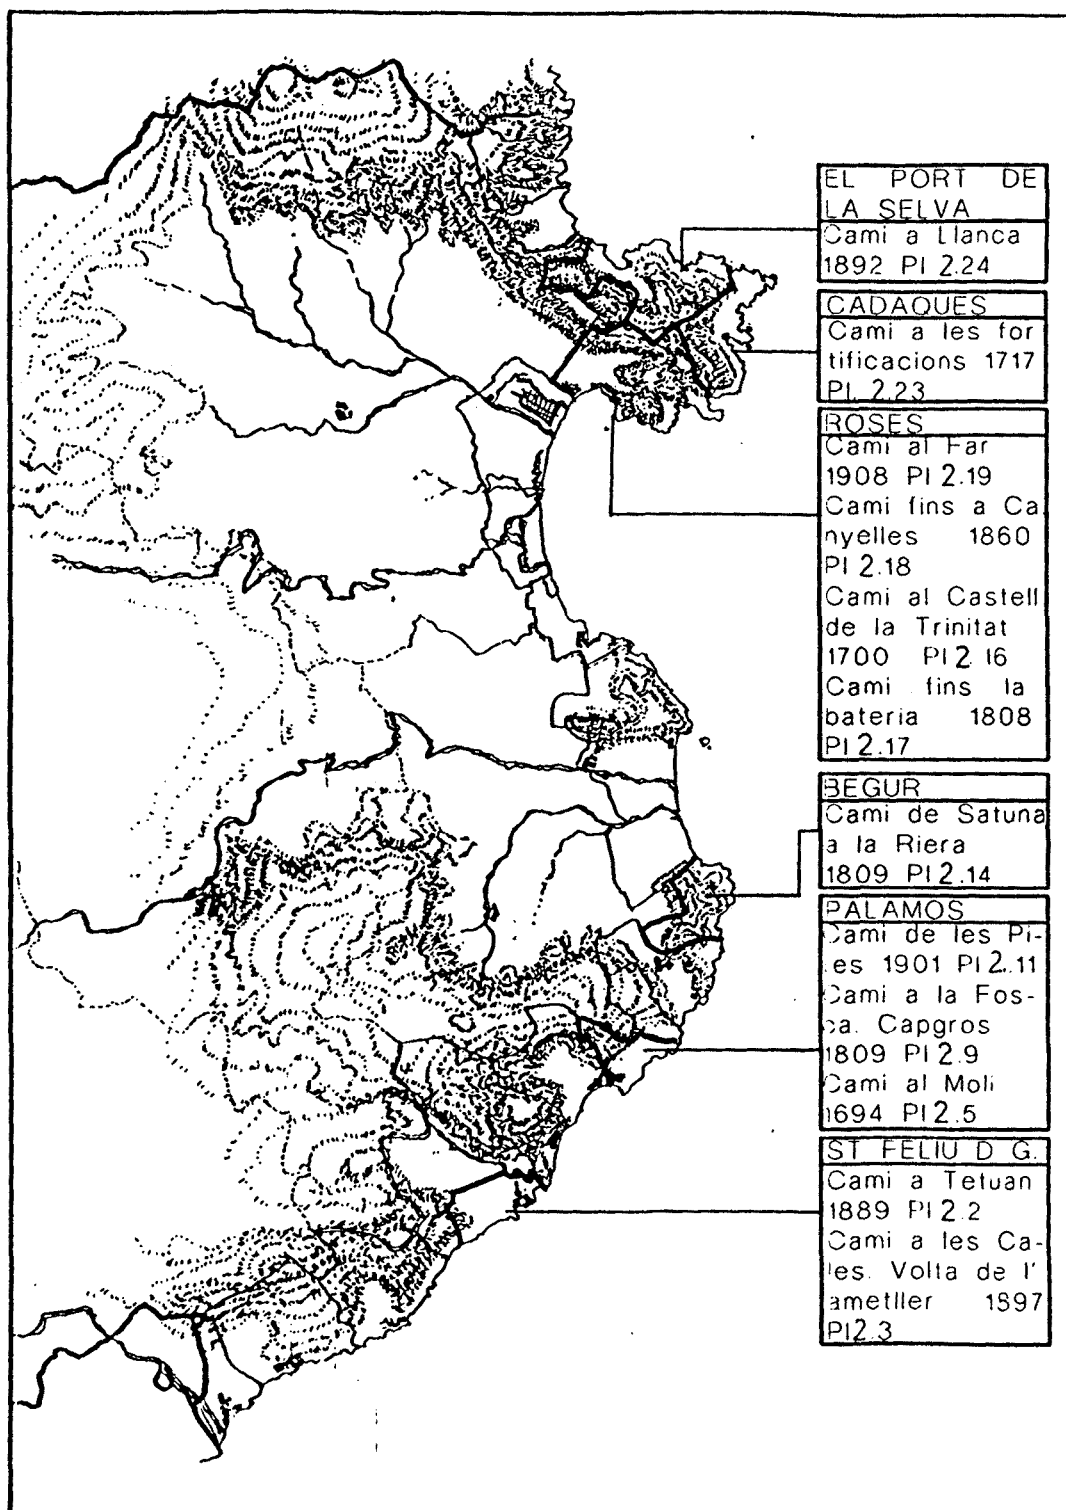 EL PORT DE
LA SELVA
Cami a Llanca
1892 Pl 2.24
CADAQUES
Cami a les for
tificacions 1717
Pl. 2.23
ROSES
Cami al Far
1908 Pl 2.19
Cami fins a Ca
nyelles 1860
Pl 2.18
Cami al Castell
de la Trinitat
1700 Pl 2.16
Cami fins la
bateria 1808
Pl 2.17
BEGUR
Cami de Satuna
a la Riera
1809 Pl 2.14
PALAMOS
Cami de les Pi-
les 1901 Pl 2.11
Cami a la Fos-
ca. Capgros
1809 Pl 2.9
Cami al Moli
1694 Pl 2.5
ST FELIU D G.
Cami a Tetuan
1889 Pl 2.2
Cami a les Ca-
les. Volta de l'
ametller 1897
Pl 2.3